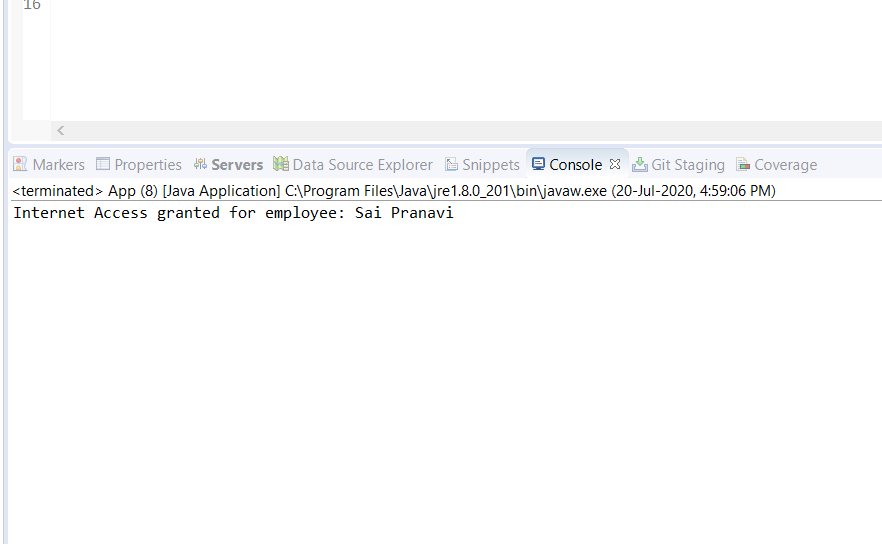 16
Markers Properties Servers Data Source Explorer Snippets Console Git Staging Coverage
<terminated> App (8) [Java Application] C:\Program Files\Java\jre1.8.0_201\bin\javaw.exe (20-Jul-2020, 4:59:06 PM)
Internet Access granted for employee: Sai Pranavi